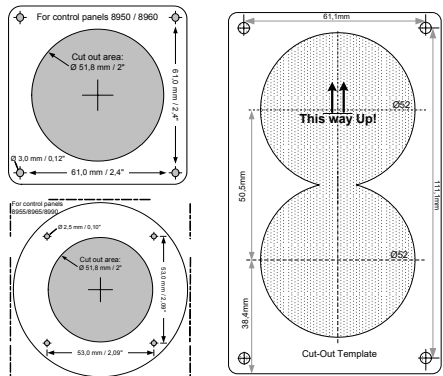 For control panels 8950 / 8960
Cut out area:
Ø 51,8 mm / 2"
61,0 mm / 2,4"
Ø 3,0 mm / 0,12"
61,0 mm / 2,4"
For control panels
8955/8965/8990
Ø 2,5 mm / 0,10"
Cut out area:
Ø 51,8 mm / 2"
53,0 mm / 2,09"
53,0 mm / 2,09"
61,1mm
Ø52
This way Up!
50,5mm
111,1mm
Ø52
38,4mm
Cut-Out Template